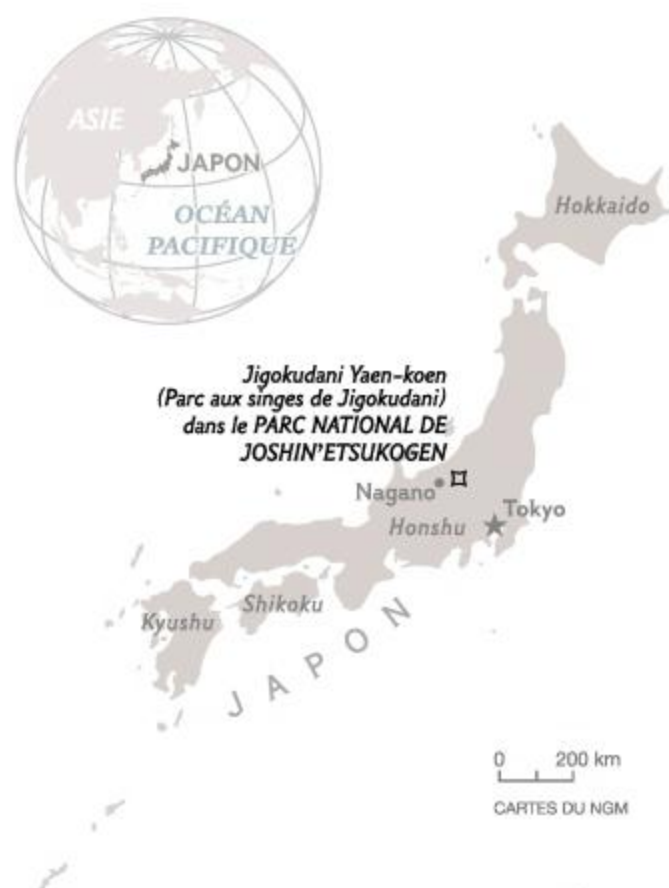 ASIE
JAPON
OCÉAN
PACIFIQUE
Hokkaido
Jigokudani Yaen-koen
(Parc aux singes de Jigokudani)
dans le PARC NATIONAL DE
JOSHIN'ETSUKOGEN
Nagano
Tokyo
Honshu
Shikoku
Kyushu
JAPON
0 200 km
CARTES DU NGM